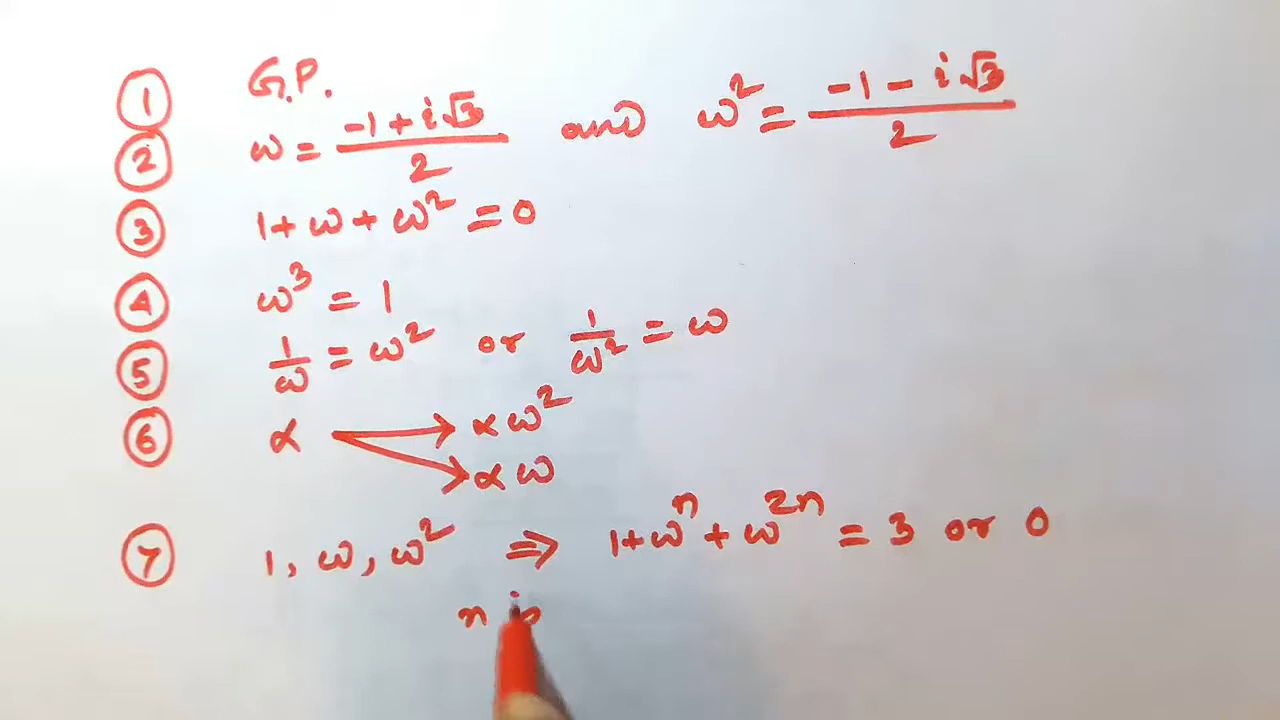 ① G.P.
② ω = (-1 + i√3)/2 and ω² = (-1 - i√3)/2
③ 1 + ω + ω² = 0
④ ω³ = 1
⑤ 1/ω = ω² or 1/ω² = ω
⑥ α → αω²
→ αω
⑦ 1, ω, ω² ⇒ 1 + ωⁿ + ω²ⁿ = 3 or 0
n